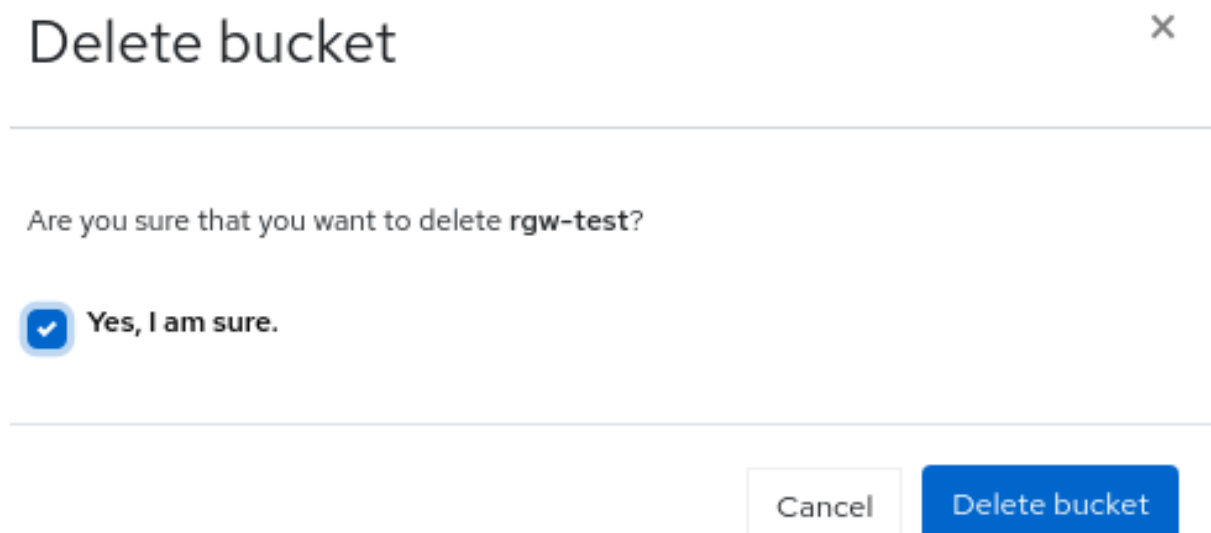 Delete bucket
Are you sure that you want to delete rgw-test?
Yes, I am sure.
Cancel
Delete bucket